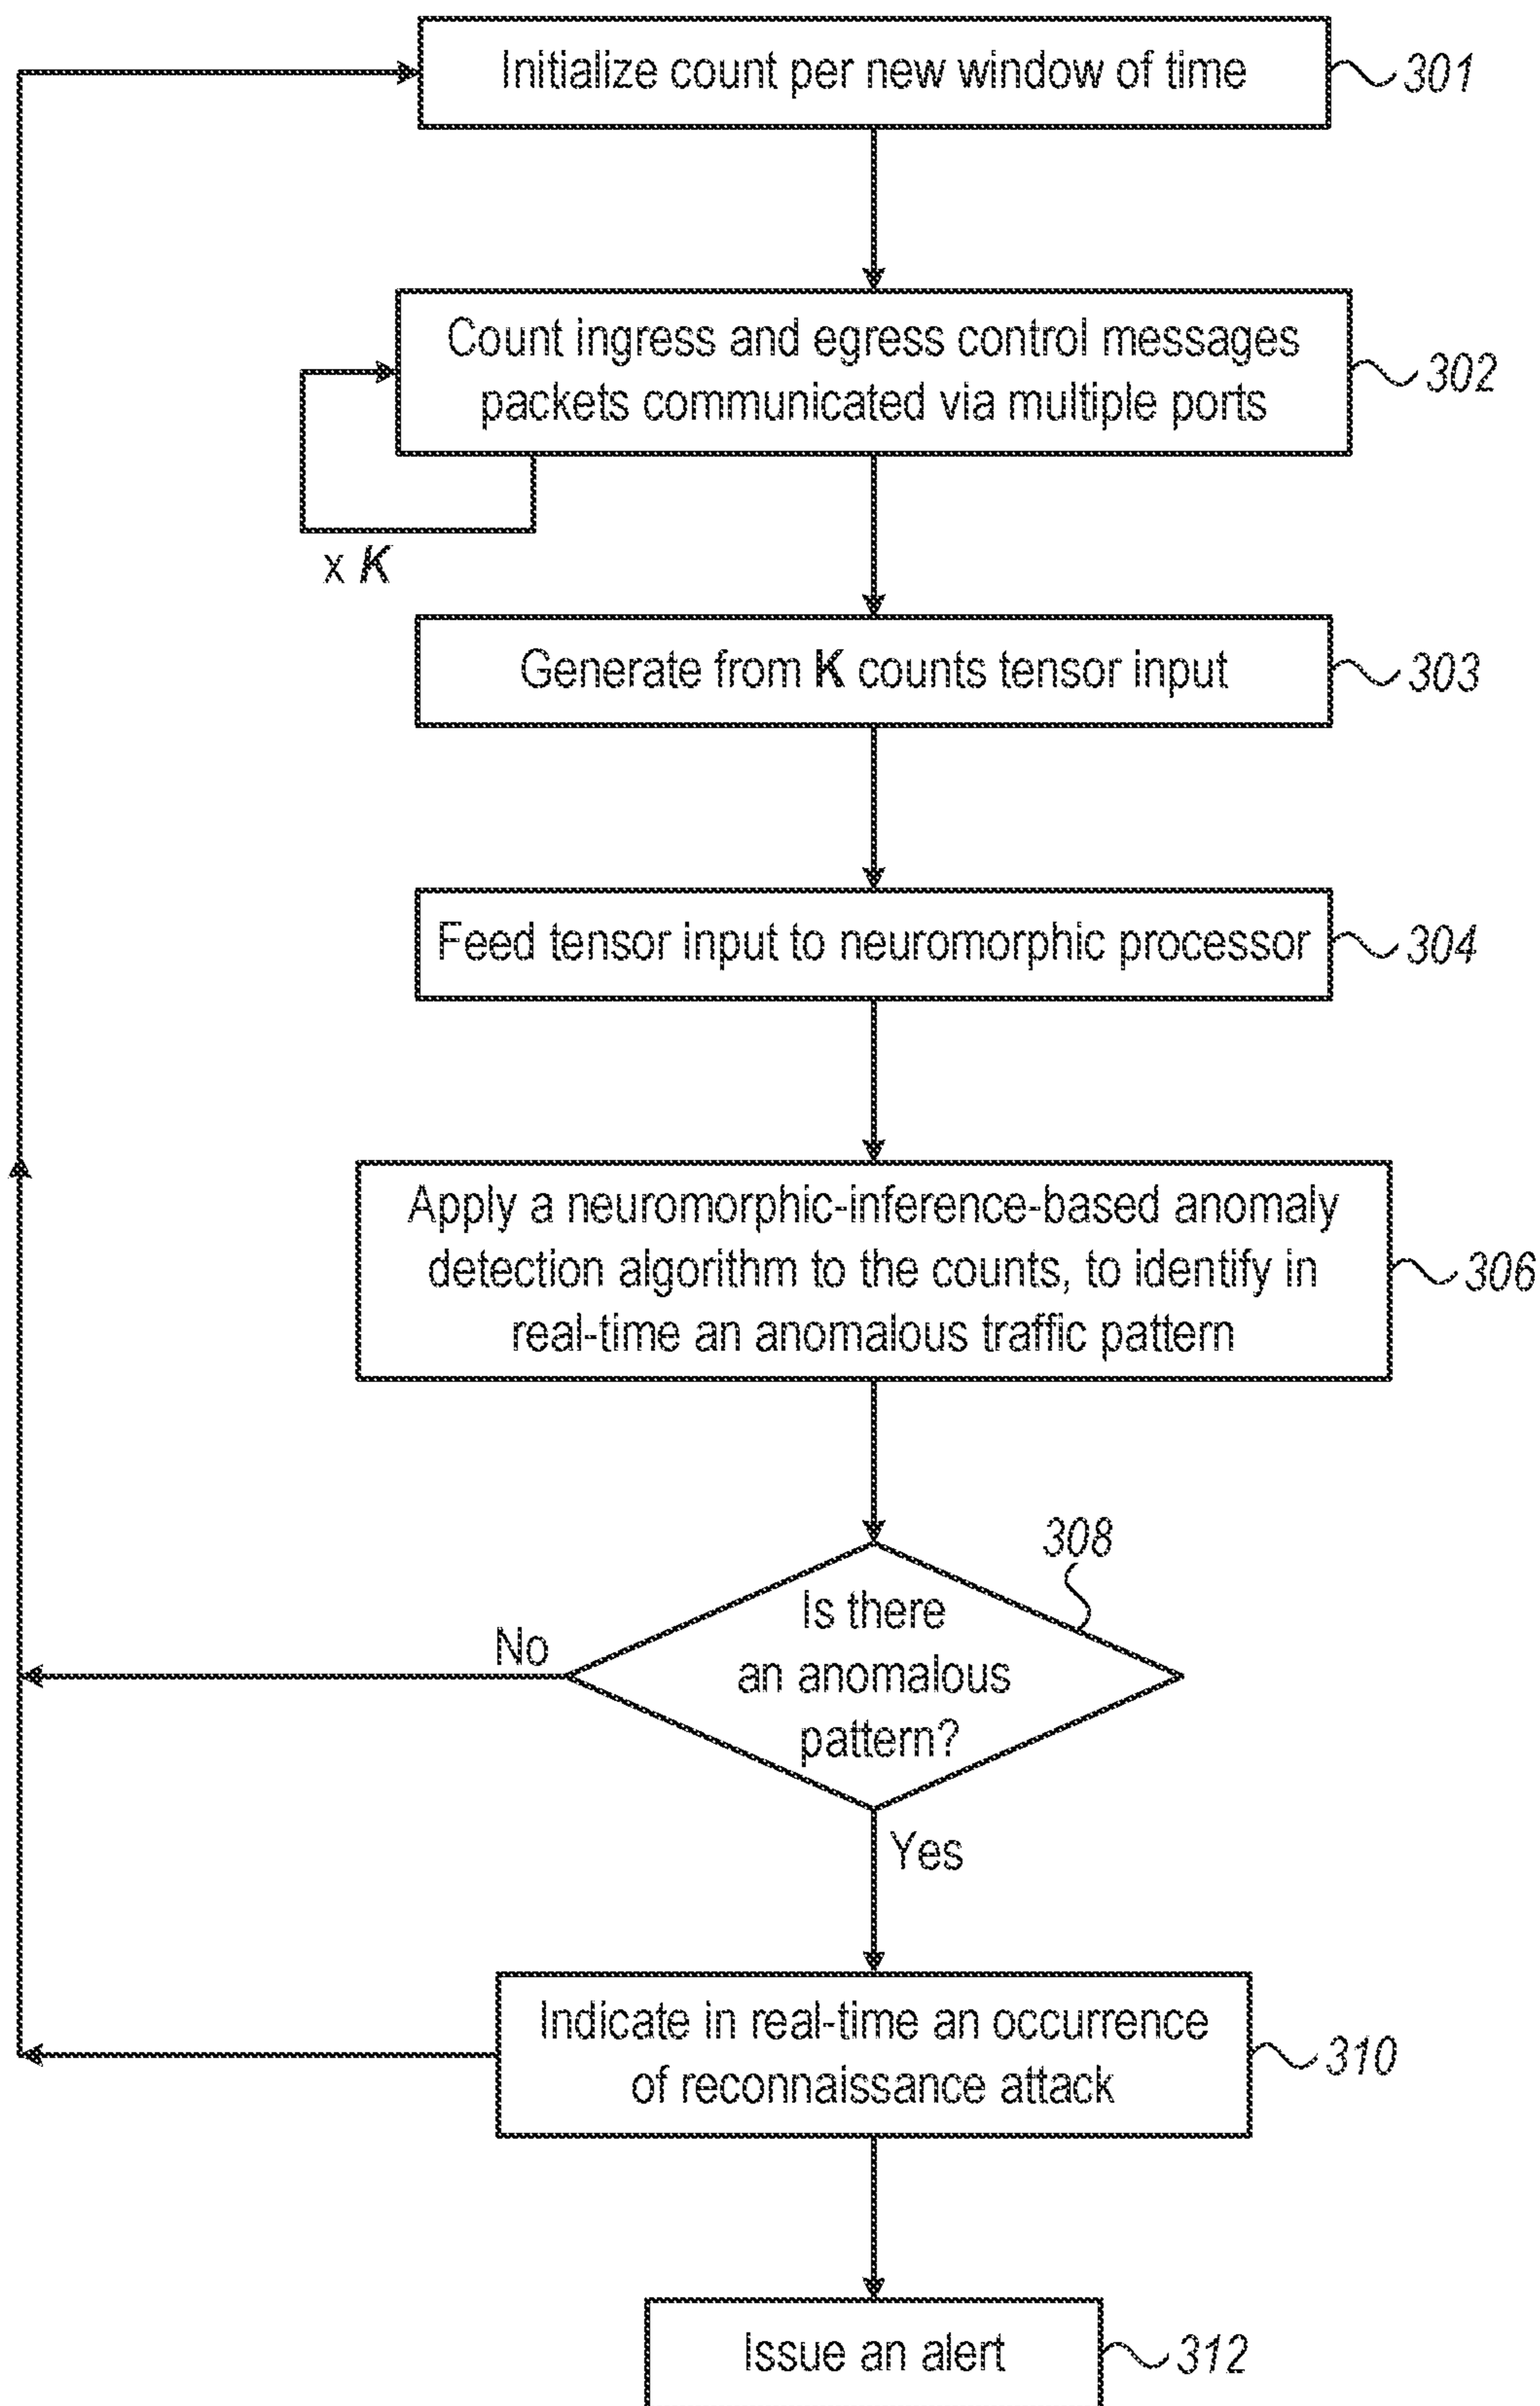 Initialize count per new window of time
301
Count ingress and egress control messages
packets communicated via multiple ports
302
x K
Generate from K counts tensor input
303
Feed tensor input to neuromorphic processor
304
Apply a neuromorphic-inference-based anomaly
detection algorithm to the counts, to identify in
real-time an anomalous traffic pattern
306
308
Is there
an anomalous
pattern?
No
Yes
Indicate in real-time an occurrence
of reconnaissance attack
310
Issue an alert
312